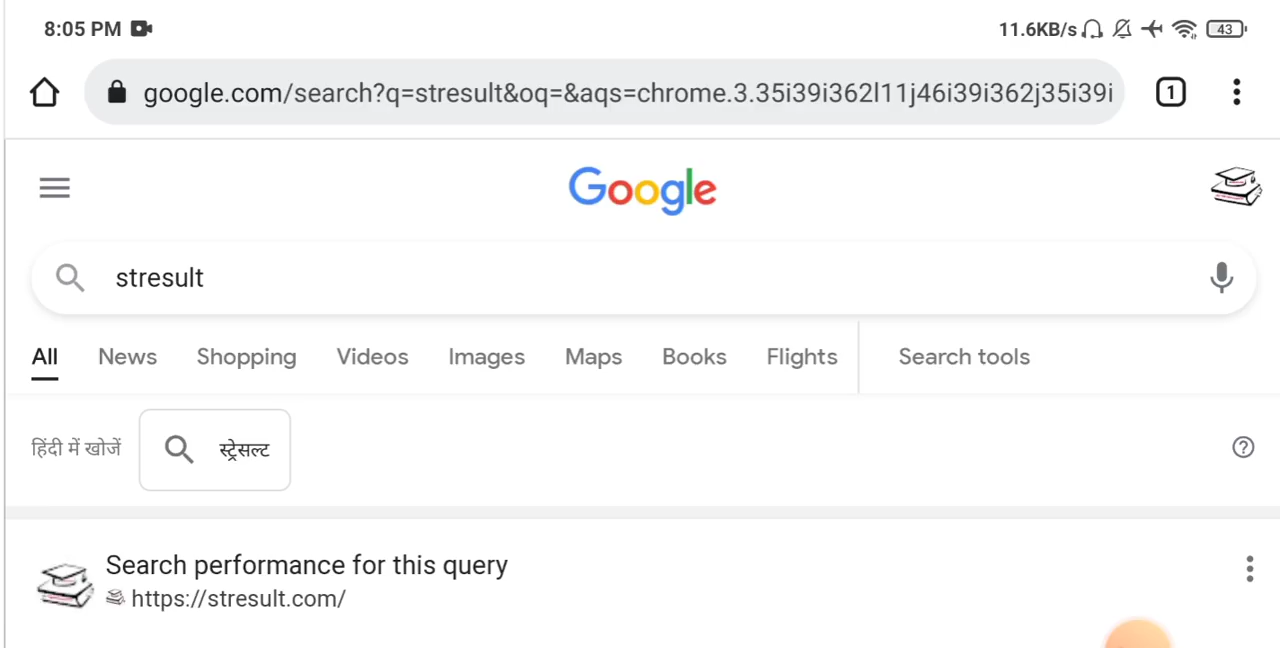 8:05 PM 11.6KB/s 43
google.com/search?q=stresult&oq=&aqs=chrome.3.35i39i362l11j46i39i362j35i39i 1
Google
stresult
All News Shopping Videos Images Maps Books Flights Search tools
हिंदी में खोजें स्ट्रेसल्ट ?
Search performance for this query
https://stresult.com/